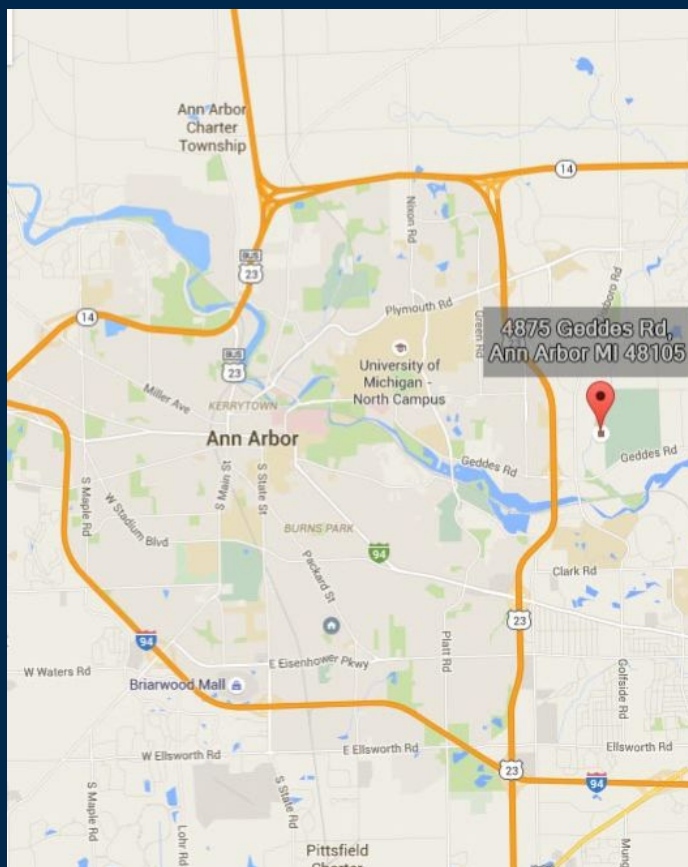 Ann Arbor
Charter
Township
14
Nixon Rd
BUS
23
Plymouth Rd
Green Rd
4875 Geddes Rd,
Ann Arbor MI 48105
14
BUS
23
University of
Michigan -
North Campus
Miller Ave
KERRYTOWN
Ann Arbor
Geddes Rd
Geddes Rd
S Maple Rd
W Stadium Blvd
S Main St
S State St
BURNS PARK
94
Packard St
Clark Rd
23
Platt Rd
94
W Waters Rd
E Eisenhower Pkwy
Briarwood Mall
Golfside Rd
W Ellsworth Rd
E Ellsworth Rd
Ellsworth Rd
23
94
S Maple Rd
Lohr Rd
S State Rd
Pittsfield